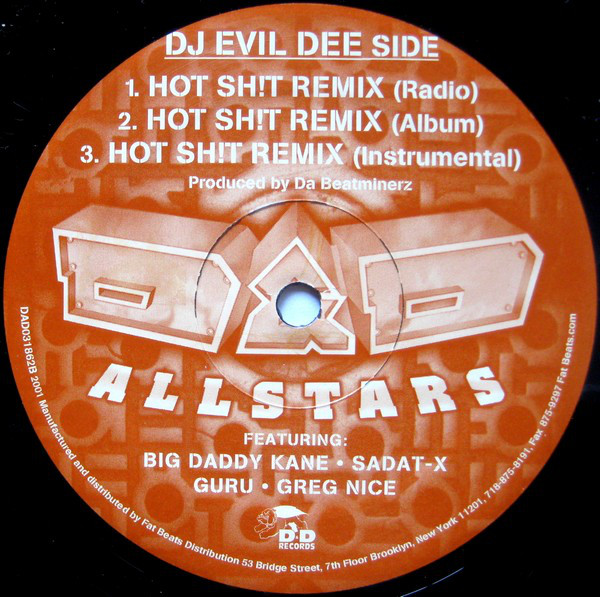 DJ EVIL DEE SIDE
1. HOT SH!T REMIX (Radio)
2. HOT SH!T REMIX (Album)
3. HOT SH!T REMIX (Instrumental)
Produced by Da Beatminerz
D&D
ALLSTARS
FEATURING:
BIG DADDY KANE • SADAT-X
GURU • GREG NICE
D&D
RECORDS
DAD031862B 2001 Manufactured and distributed by Fat Beats Distribution 53 Bridge Street, 7th Floor Brooklyn, New York 11201, 718-875-8191, Fax 875-9297 Fat Beats.com